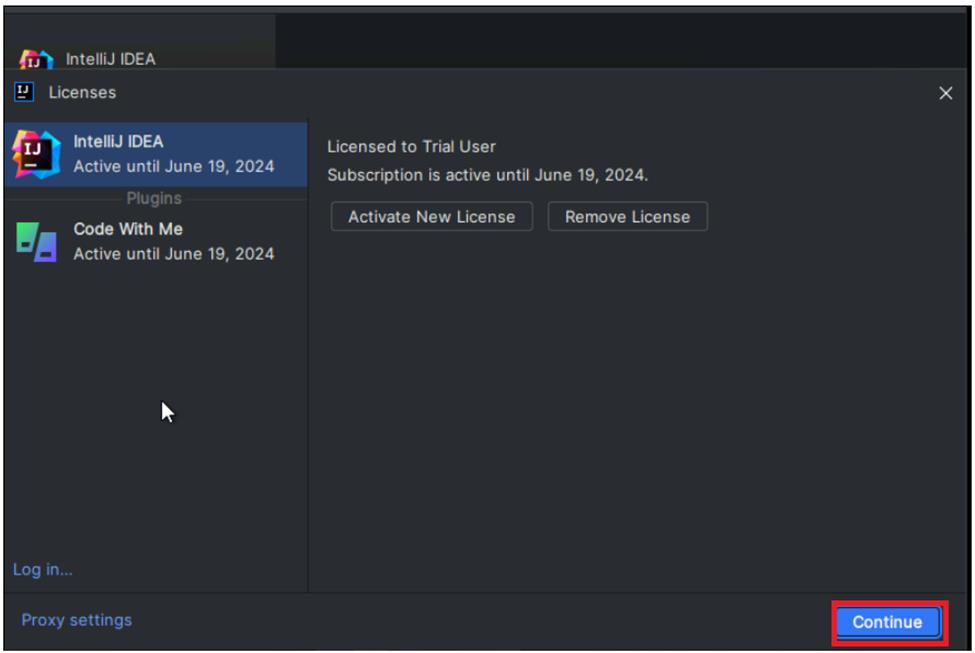 IntelliJ IDEA
Licenses
IntelliJ IDEA
Active until June 19, 2024
Plugins
Code With Me
Active until June 19, 2024
Log in...
Licensed to Trial User
Subscription is active until June 19, 2024.
Activate New License
Remove License
Proxy settings
Continue